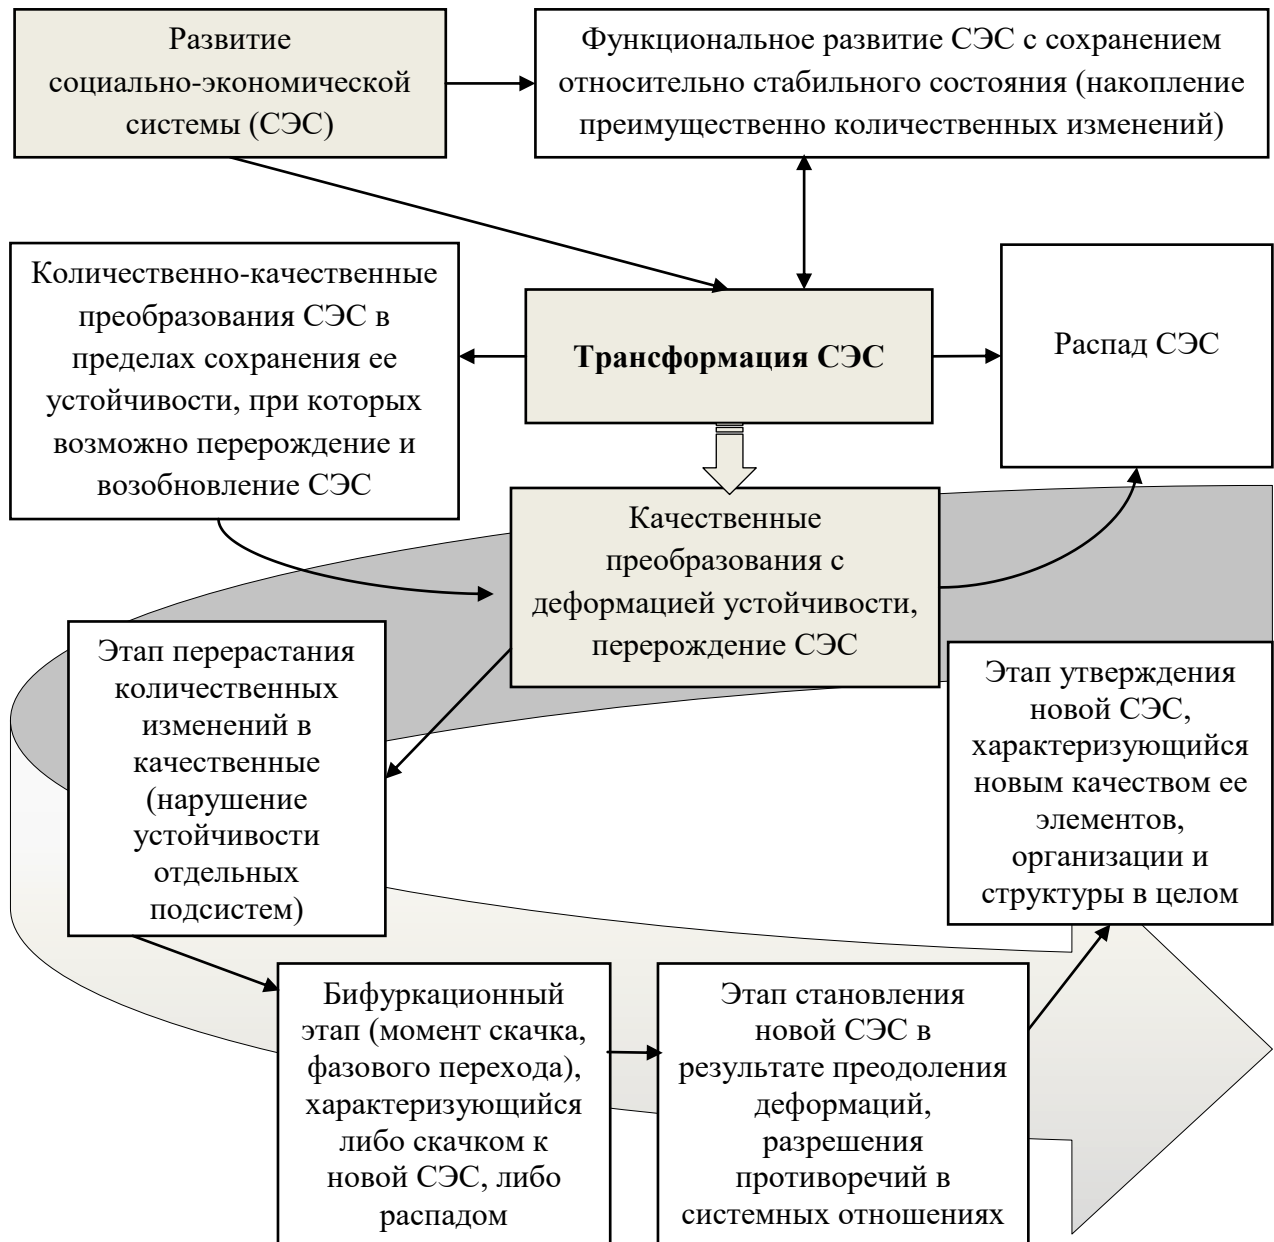 Развитие
социально-экономической
системы (СЭС)
Функциональное развитие СЭС с сохранением
относительно стабильного состояния (накопление
преимущественно количественных изменений)
Количественно-качественные
преобразования СЭС в
пределах сохранения ее
устойчивости, при которых
возможно перерождение и
возобновление СЭС
Трансформация СЭС
Распад СЭС
Качественные
преобразования с
деформацией устойчивости,
перерождение СЭС
Этап перерастания
количественных
изменений в
качественные
(нарушение
устойчивости
отдельных
подсистем)
Этап утверждения
новой СЭС,
характеризующийся
новым качеством ее
элементов,
организации и
структуры в целом
Бифуркационный
этап (момент скачка,
фазового перехода),
характеризующийся
либо скачком к
новой СЭС, либо
распадом
Этап становления
новой СЭС в
результате преодоления
деформаций,
разрешения
противоречий в
системных отношениях